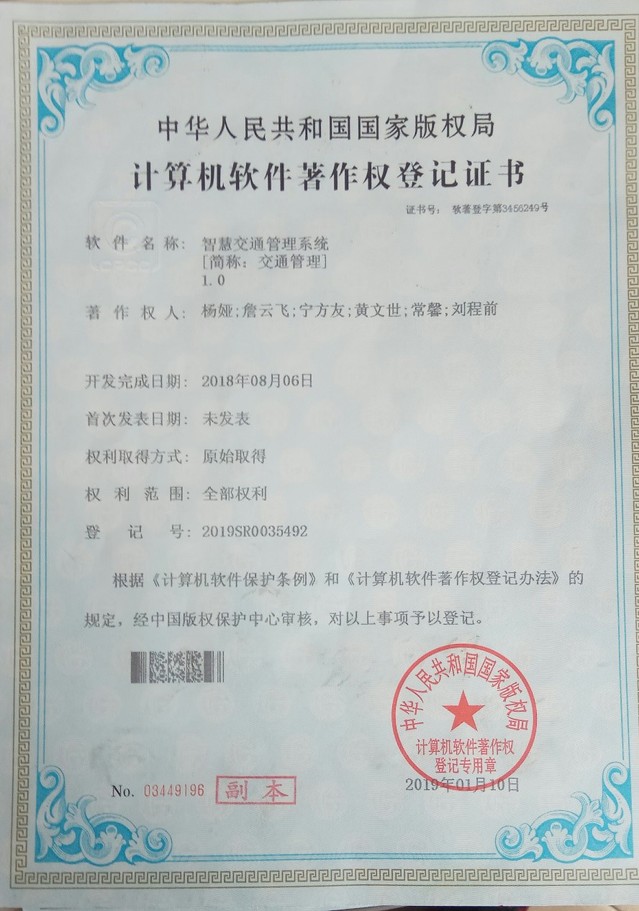 中华人民共和国国家版权局
计算机软件著作权登记证书
证书号： 软著登字第3456249号
软件名称： 智慧交通管理系统
[简称：交通管理]
1.0
著作权人： 杨娅;詹云飞;宁方友;黄文世;常馨;刘程前
开发完成日期： 2018年08月06日
首次发表日期： 未发表
权利取得方式： 原始取得
权利范围： 全部权利
登记号： 2019SR0035492
根据《计算机软件保护条例》和《计算机软件著作权登记办法》的
规定，经中国版权保护中心审核，对以上事项予以登记。
中华人民共和国国家版权局
计算机软件著作权
登记专用章
No. 03449196 副本
2019年01月10日